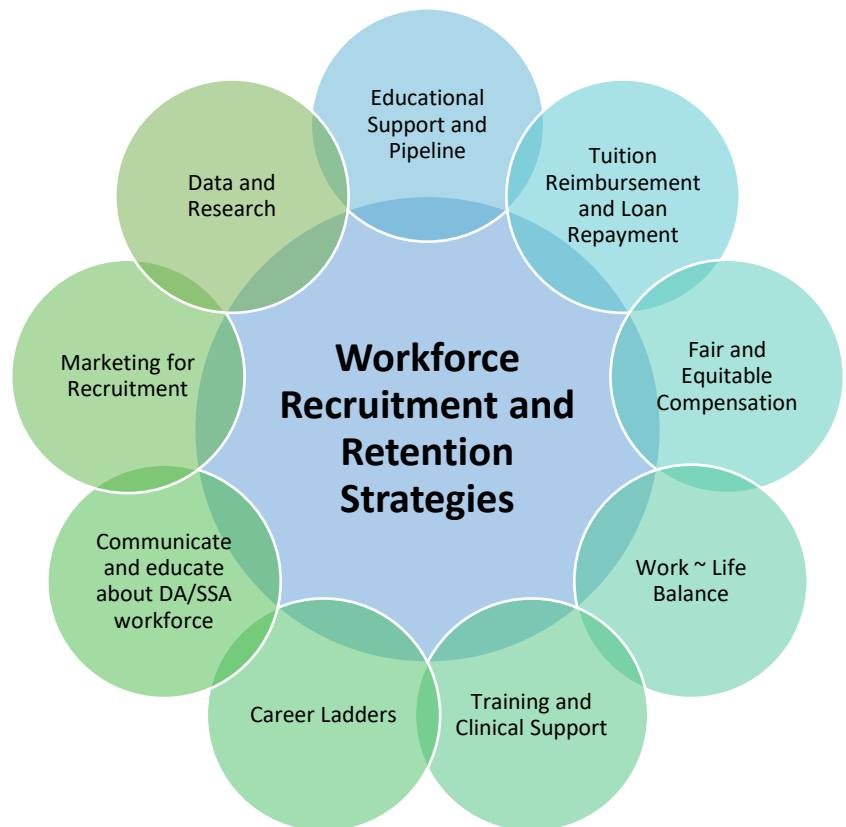 Educational
Support and
Pipeline
Tuition
Reimbursement
and Loan
Repayment
Fair and
Equitable
Compensation
Work ~ Life
Balance
Training and
Clinical Support
Career Ladders
Communicate
and educate
about DA/SSA
workforce
Marketing for
Recruitment
Data and
Research
Workforce
Recruitment and
Retention
Strategies